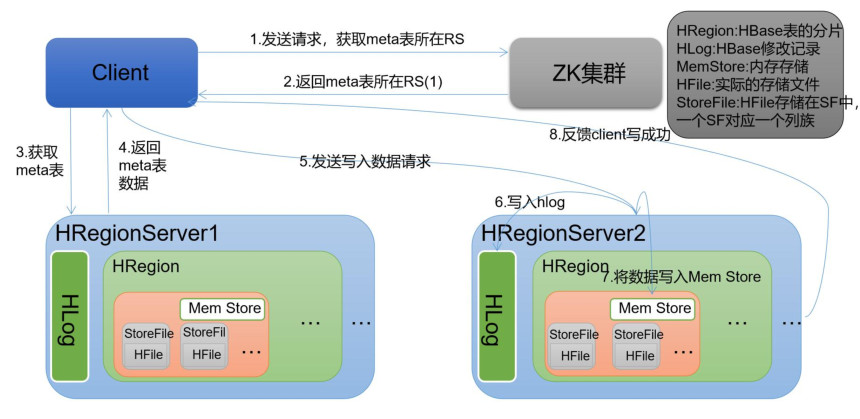 1.发送请求，获取meta表所在RS
Client
ZK集群
2.返回meta表所在RS(1)
HRegion:HBase表的分片
HLog:HBase修改记录
MemStore:内存存储
HFile:实际的存储文件
StoreFile:HFile存储在SF中，
一个SF对应一个列族
3.获取
meta表
4.返回
meta表
数据
5.发送写入数据请求
8.反馈client写成功
6.写入hlog
HRegionServer1
HLog
HRegion
Mem Store
StoreFile
HFile
StoreFil
HFile
...
...
...
HRegionServer2
HLog
HRegion
7.将数据写入Mem Store
Mem Store
StoreFile
HFile
StoreFile
HFile
...
...
...